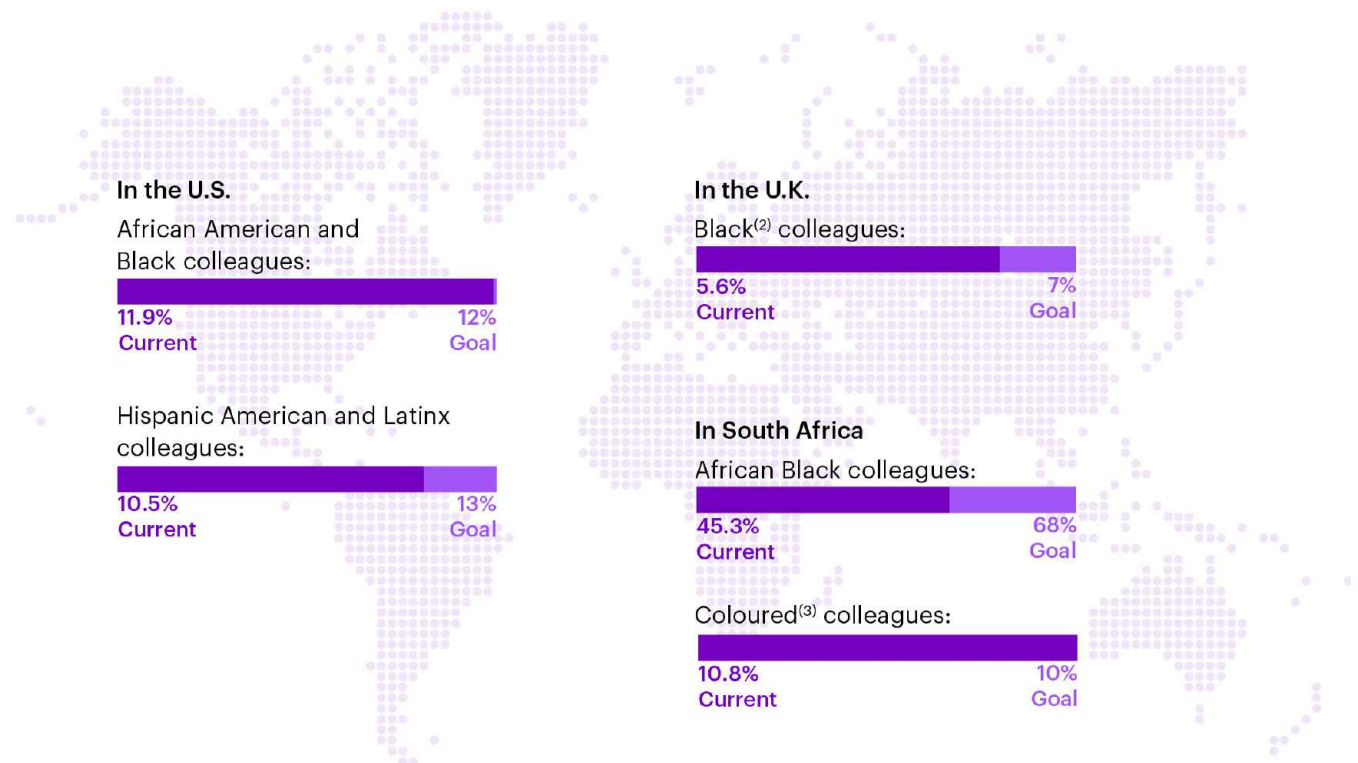 In the U.S.
African American and
Black colleagues:
11.9% 12%
Current Goal
Hispanic American and Latinx
colleagues:
10.5% 13%
Current Goal
In the U.K.
Black(2) colleagues:
5.6% 7%
Current Goal
In South Africa
African Black colleagues:
45.3% 68%
Current Goal
Coloured(3) colleagues:
10.8% 10%
Current Goal